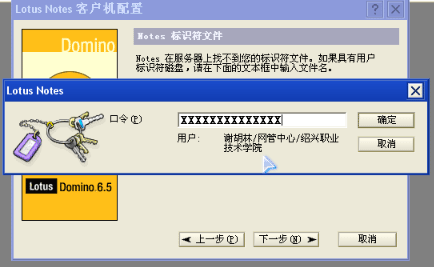 Lotus Notes 客户机配置
Domino
Notes 标识符文件
Notes 在服务器上找不到您的标识符文件。如果具有用户
标识符磁盘,请在下面的文本框中输入文件名。
Lotus Notes
口令(P)
XXXXXXXXXXXXXX
确定
用户:
谢胡林/网管中心/绍兴职业
技术学院
取消
Lotus Domino 6.5
上一步(P)
下一步(N)
取消